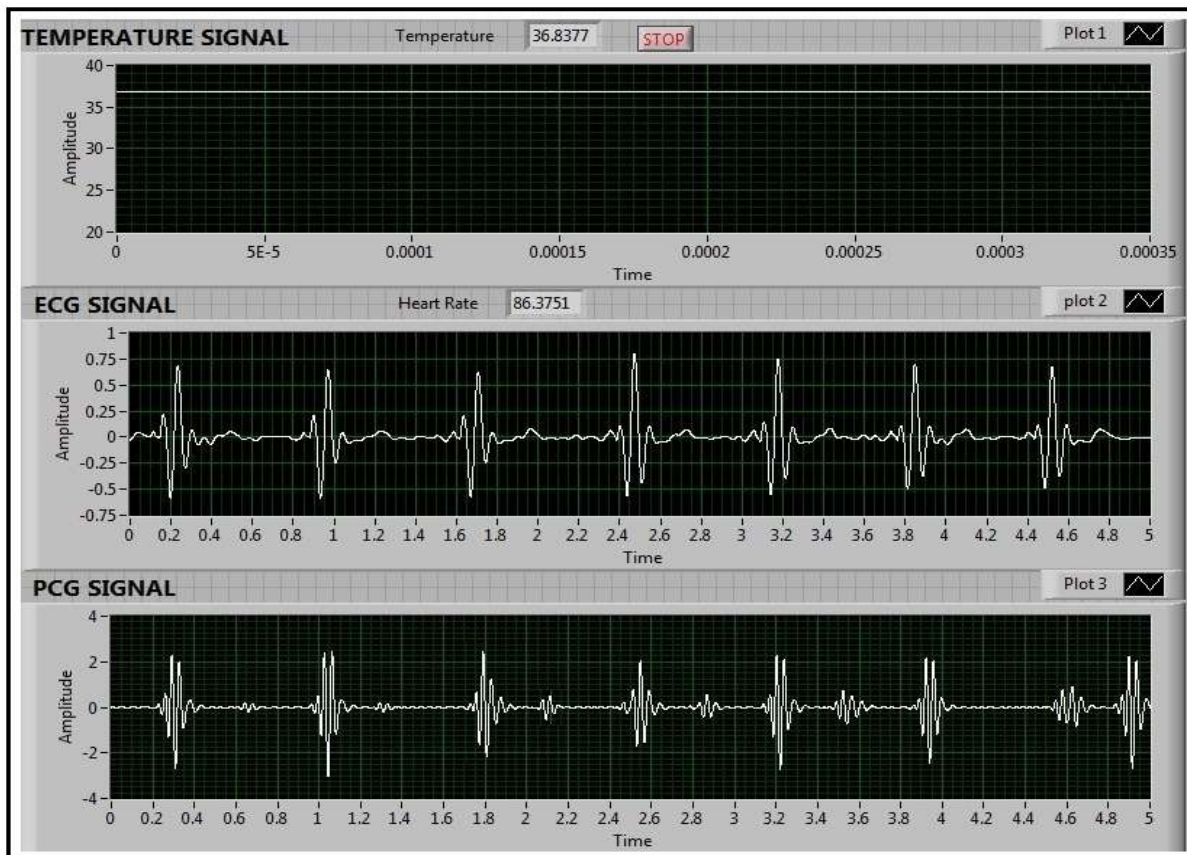 TEMPERATURE SIGNAL Temperature 36.8377 STOP Plot 1
40
35
30
25
20
Amplitude
0 5E-5 0.0001 0.00015 0.0002 0.00025 0.0003 0.00035
Time
ECG SIGNAL Heart Rate 86.3751 plot 2
1
0.75
0.5
0.25
0
-0.25
-0.5
-0.75
Amplitude
0 0.2 0.4 0.6 0.8 1 1.2 1.4 1.6 1.8 2 2.2 2.4 2.6 2.8 3 3.2 3.4 3.6 3.8 4 4.2 4.4 4.6 4.8 5
Time
PCG SIGNAL Plot 3
4
2
0
-2
-4
Amplitude
0 0.2 0.4 0.6 0.8 1 1.2 1.4 1.6 1.8 2 2.2 2.4 2.6 2.8 3 3.2 3.4 3.6 3.8 4 4.2 4.4 4.6 4.8 5
Time